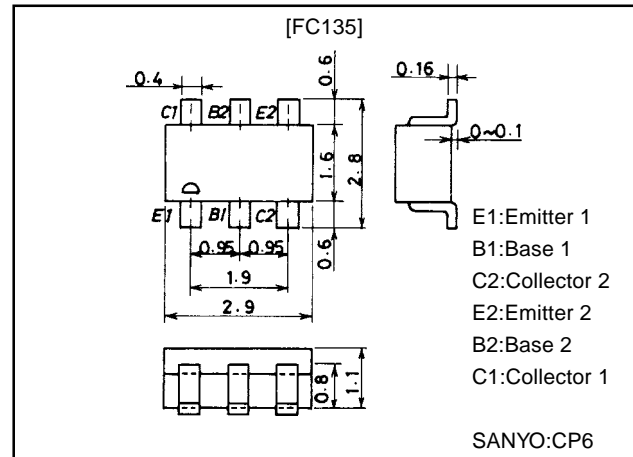 [FC135]
0.4
0.6
C1 B2 E2
1.6
2.8
E1 B1 C2
0.95 0.95
0.6
1.9
2.9
0.16
0~0.1
0.8
1.1
E1:Emitter 1
B1:Base 1
C2:Collector 2
E2:Emitter 2
B2:Base 2
C1:Collector 1
SANYO:CP6